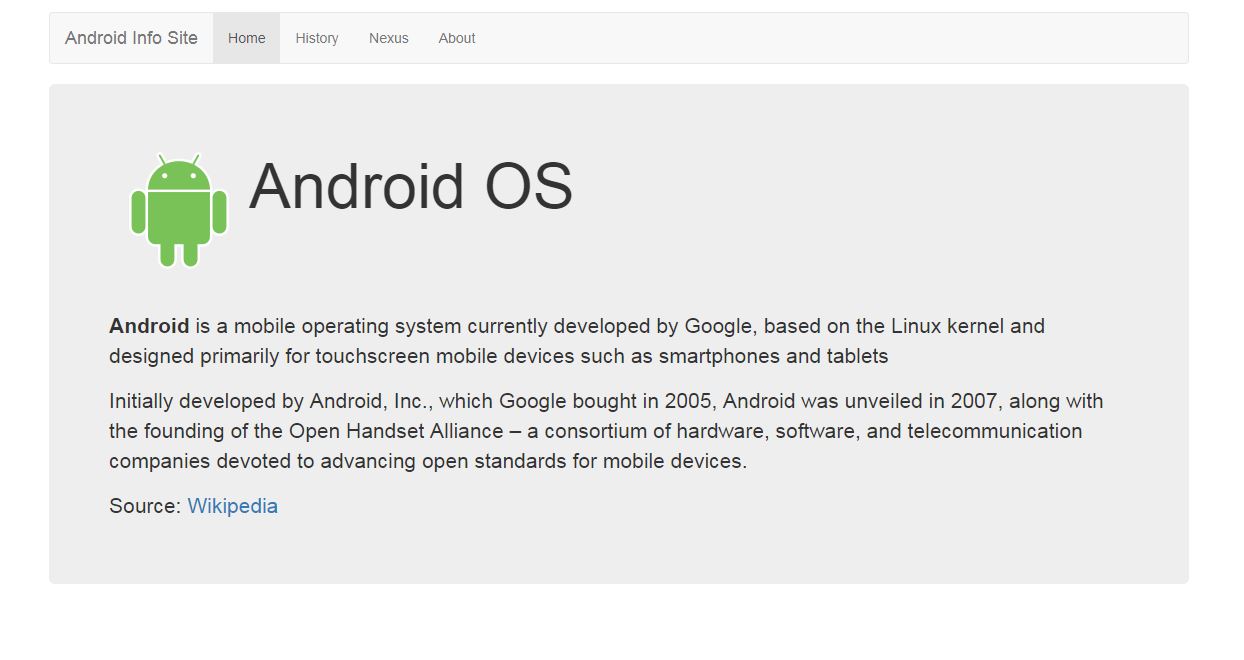 Android Info Site Home History Nexus About
Android OS
Android is a mobile operating system currently developed by Google, based on the Linux kernel and
designed primarily for touchscreen mobile devices such as smartphones and tablets
Initially developed by Android, Inc., which Google bought in 2005, Android was unveiled in 2007, along with
the founding of the Open Handset Alliance – a consortium of hardware, software, and telecommunication
companies devoted to advancing open standards for mobile devices.
Source: Wikipedia